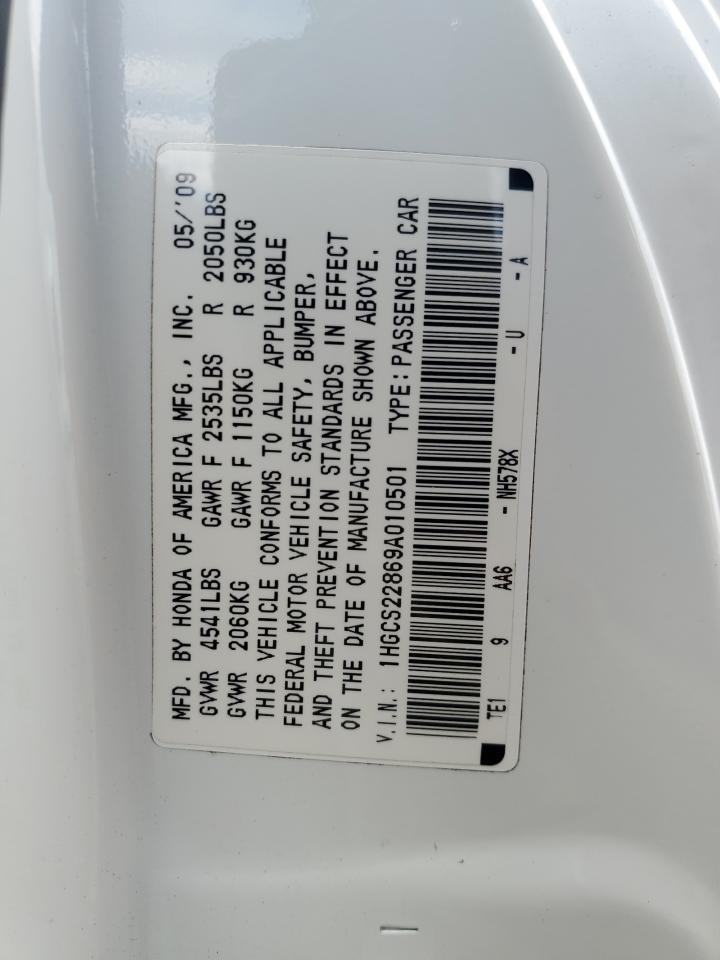 MFD. BY HONDA OF AMERICA MFG., INC. 05/'09
GVWR 4541LBS GAWR F 2535LBS R 2050LBS
GVWR 2060KG GAWR F 1150KG R 930KG
THIS VEHICLE CONFORMS TO ALL APPLICABLE
FEDERAL MOTOR VEHICLE SAFETY, BUMPER,
AND THEFT PREVENTION STANDARDS IN EFFECT
ON THE DATE OF MANUFACTURE SHOWN ABOVE.
V.I.N.: 1HGCS22869A010501 TYPE:PASSENGER CAR
TE1 9 AA6 - NH578X - U - A